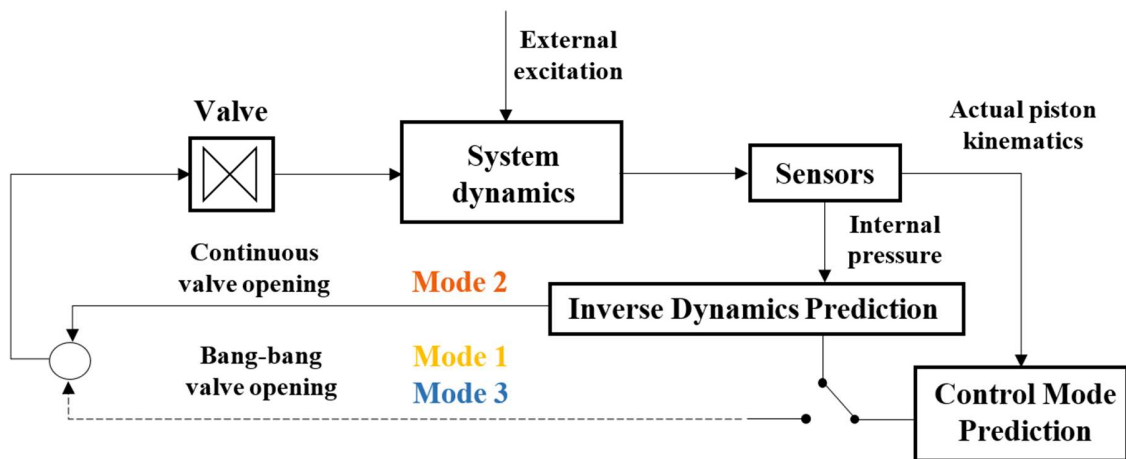 External
excitation
Valve
Actual piston
kinematics
System
dynamics
Sensors
Continuous
valve opening
Mode 2
Internal
pressure
Inverse Dynamics Prediction
Bang-bang
valve opening
Mode 1
Mode 3
Control Mode
Prediction